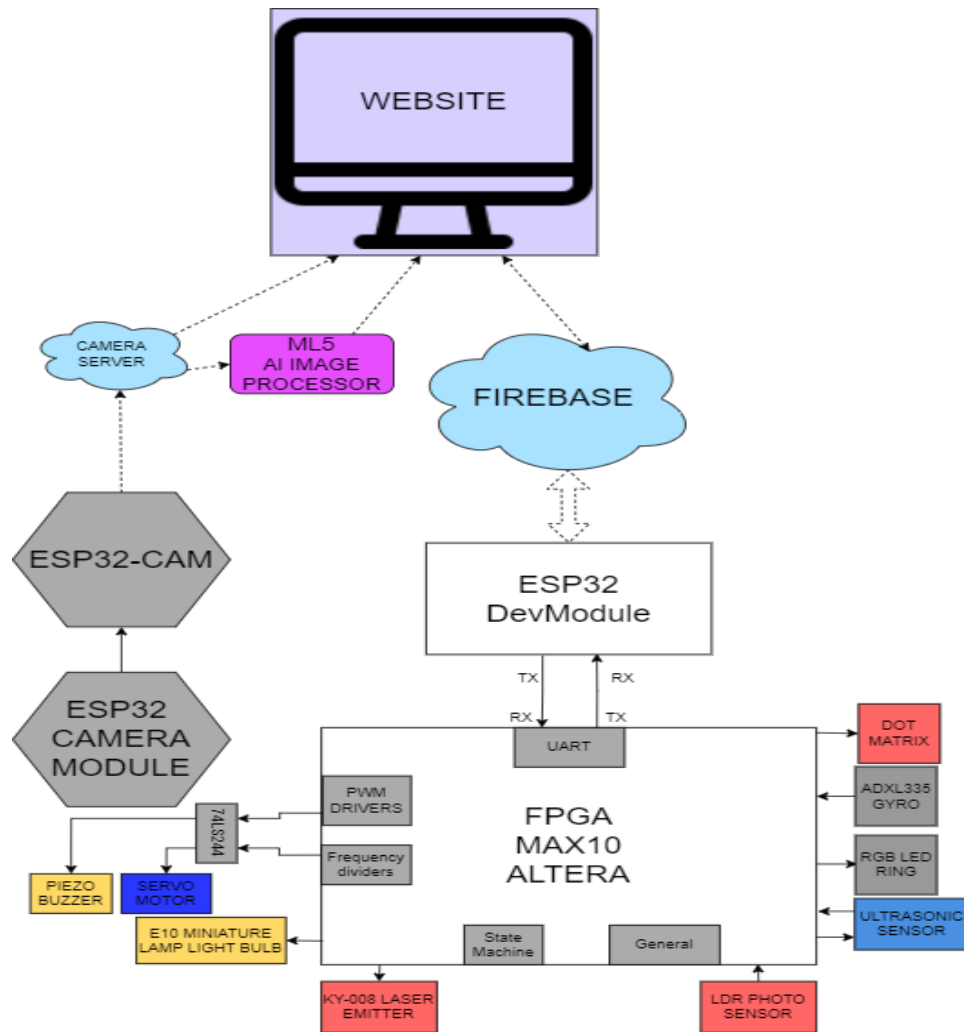 WEBSITE
CAMERA
SERVER
ML5
AI IMAGE
PROCESSOR
FIREBASE
ESP32-CAM
ESP32
DevModule
TX
RX
RX
TX
ESP32
CAMERA
MODULE
UART
DOT
MATRIX
PWM
DRIVERS
74LS244
FPGA
MAX10
ALTERA
ADXL335
GYRO
Frequency
dividers
RGB LED
RING
PIEZO
BUZZER
SERVO
MOTOR
ULTRASONIC
SENSOR
E10 MINIATURE
LAMP LIGHT BULB
State
Machine
General
KY-008 LASER
EMITTER
LDR PHOTO
SENSOR